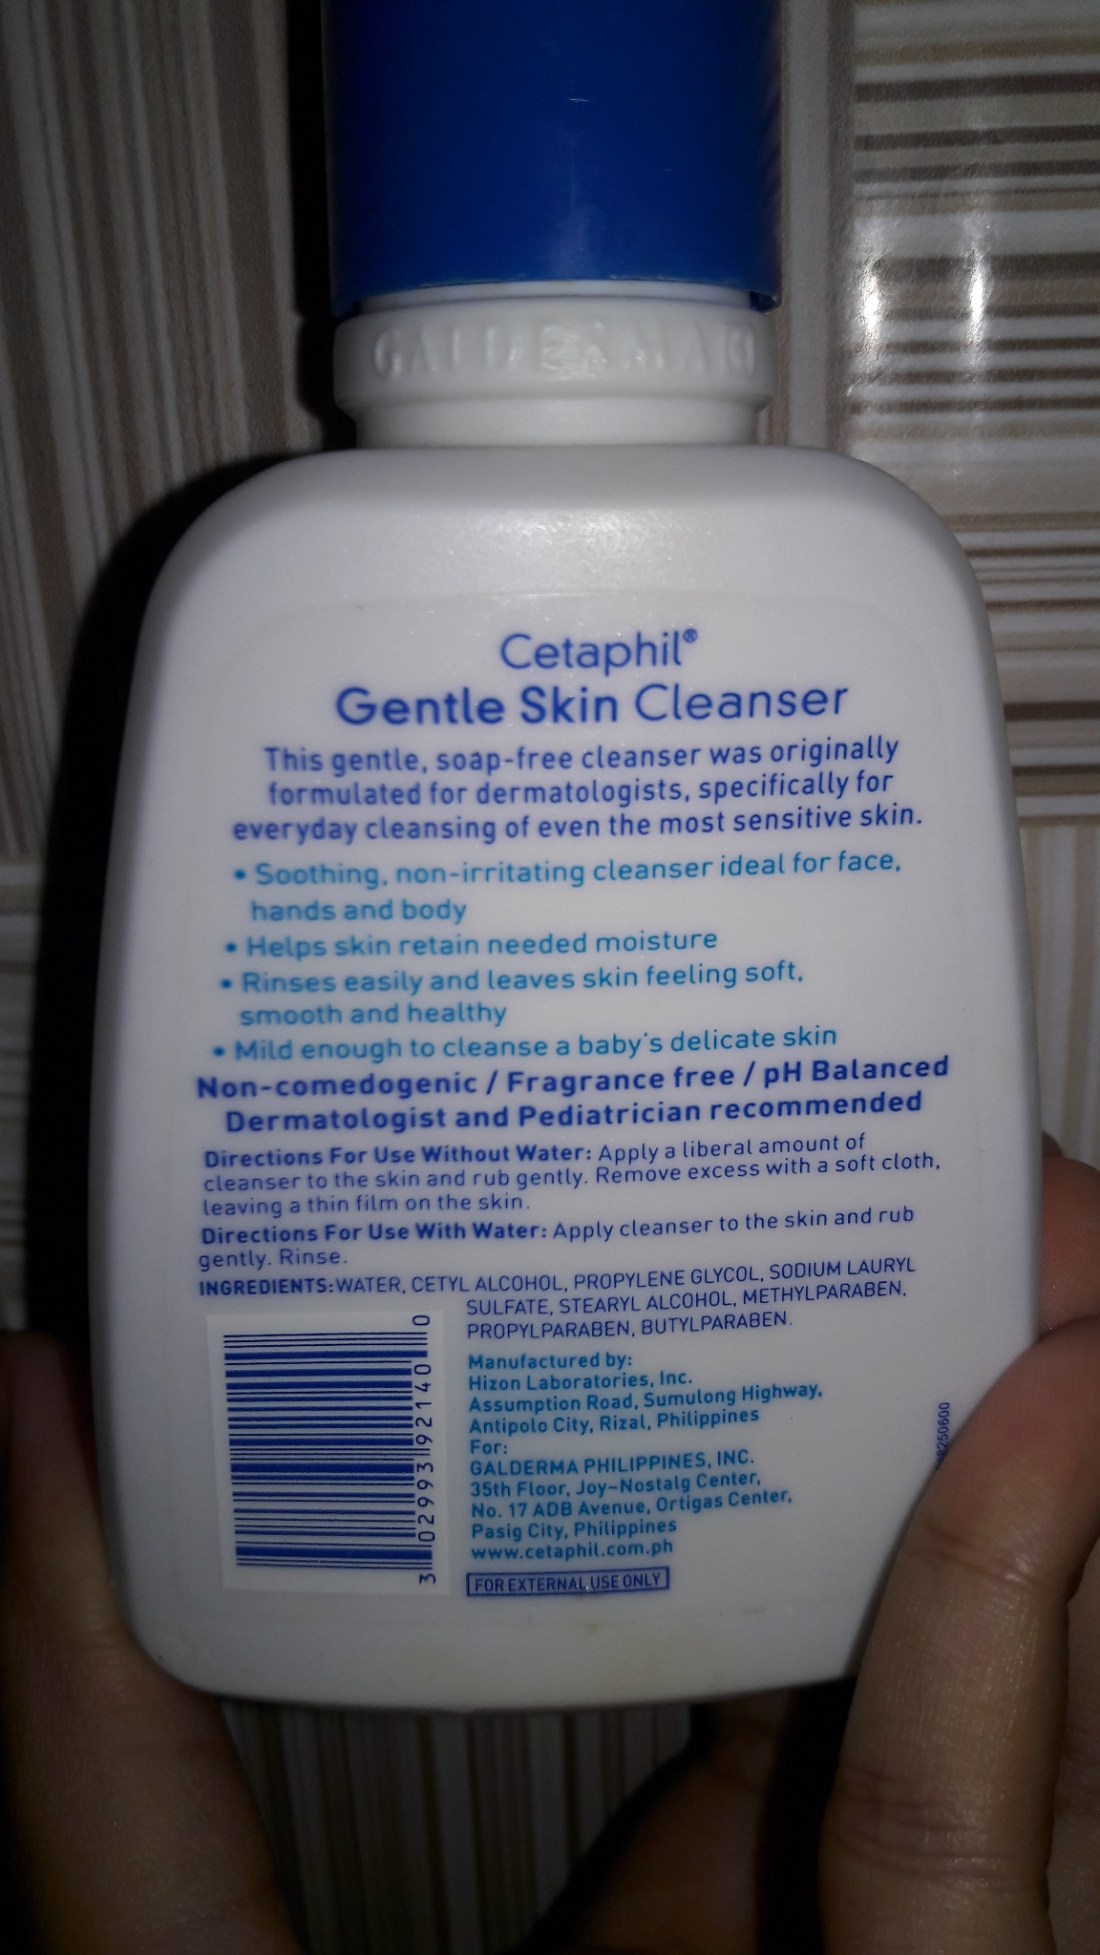 GALDERMA
Cetaphil®
Gentle Skin Cleanser
This gentle, soap-free cleanser was originally
formulated for dermatologists, specifically for
everyday cleansing of even the most sensitive skin.
• Soothing, non-irritating cleanser ideal for face,
hands and body
• Helps skin retain needed moisture
• Rinses easily and leaves skin feeling soft,
smooth and healthy
• Mild enough to cleanse a baby's delicate skin
Non-comedogenic / Fragrance free / pH Balanced
Dermatologist and Pediatrician recommended
Directions For Use Without Water: Apply a liberal amount of
cleanser to the skin and rub gently. Remove excess with a soft cloth,
leaving a thin film on the skin.
Directions For Use With Water: Apply cleanser to the skin and rub
gently. Rinse.
INGREDIENTS: WATER, CETYL ALCOHOL, PROPYLENE GLYCOL, SODIUM LAURYL
SULFATE, STEARYL ALCOHOL, METHYLPARABEN,
PROPYLPARABEN, BUTYLPARABEN.
3 02993 92140 0
Manufactured by:
Hizon Laboratories, Inc.
Assumption Road, Sumulong Highway,
Antipolo City, Rizal, Philippines
For:
GALDERMA PHILIPPINES, INC.
35th Floor, Joy~Nostalg Center,
No. 17 ADB Avenue, Ortigas Center,
Pasig City, Philippines
www.cetaphil.com.ph
FOR EXTERNAL USE ONLY